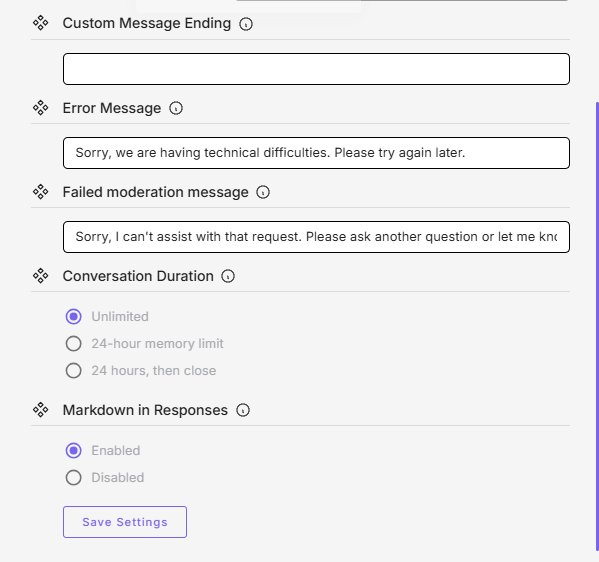 Custom Message Ending
Error Message
Sorry, we are having technical difficulties. Please try again later.
Failed moderation message
Sorry, I can't assist with that request. Please ask another question or let me
Conversation Duration
Unlimited
24-hour memory limit
24 hours, then close
Markdown in Responses
Enabled
Disabled
Save Settings